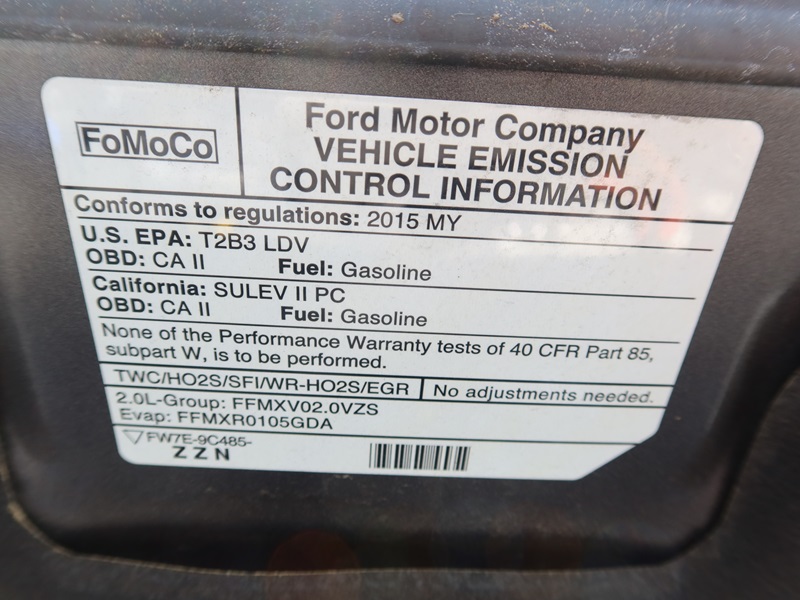 FoMoCo
Ford Motor Company
VEHICLE EMISSION
CONTROL INFORMATION
Conforms to regulations: 2015 MY
U.S. EPA: T2B3 LDV
OBD: CA II Fuel: Gasoline
California: SULEV II PC
OBD: CA II Fuel: Gasoline
None of the Performance Warranty tests of 40 CFR Part 85,
subpart W, is to be performed.
TWC/HO2S/SFI/WR-HO2S/EGR No adjustments needed.
2.0L-Group: FFMXV02.0VZS
Evap: FFMXR0105GDA
FW7E-9C485-
ZZN